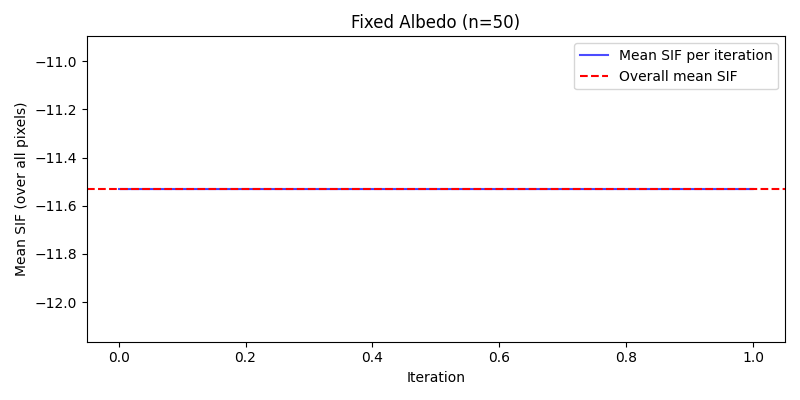 Fixed Albedo (n=50)
Mean SIF per iteration
Overall mean SIF
Mean SIF (over all pixels)
−11.0
−11.2
−11.4
−11.6
−11.8
−12.0
0.0 0.2 0.4 0.6 0.8 1.0
Iteration